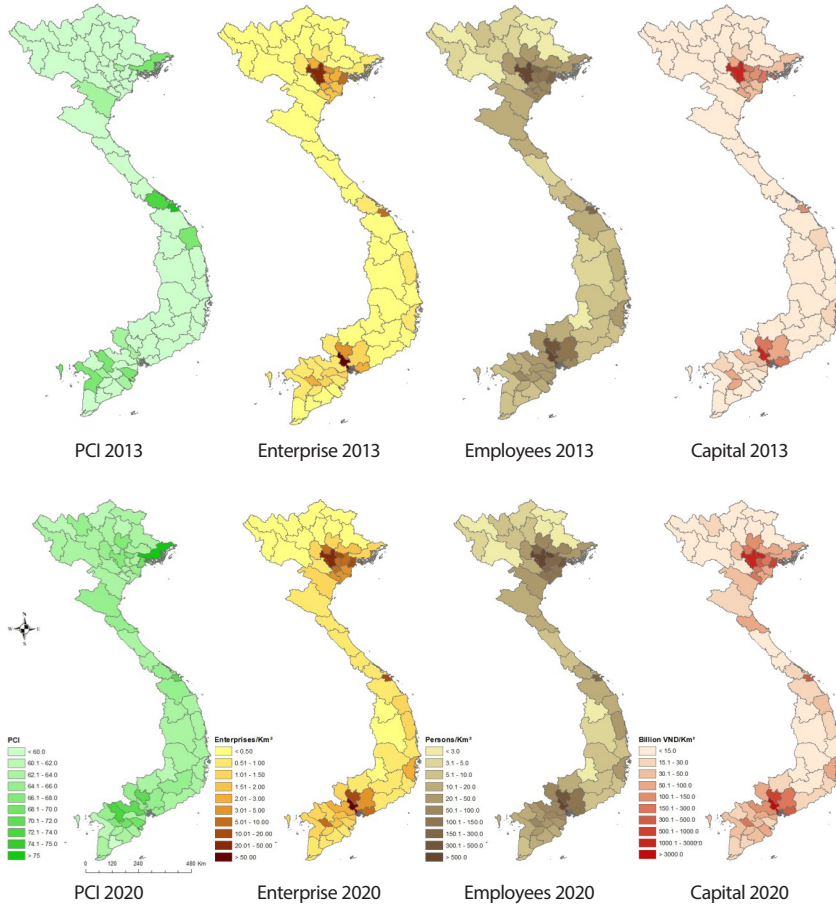 PCI 2013
Enterprise 2013
Employees 2013
Capital 2013
N
W E
S
PCI
< 60.0
60.1 - 62.0
62.1 - 64.0
64.1 - 66.0
66.1 - 68.0
68.1 - 70.0
70.1 - 72.0
72.1 - 74.0
74.1 - 75.0
> 75
Enterprises/Km²
< 0.50
0.51 - 1.00
1.01 - 1.50
1.51 - 2.00
2.01 - 3.00
3.01 - 5.00
5.01 - 10.00
10.01 - 20.00
20.01 - 50.00
> 50.00
Persons/Km²
< 3.0
3.1 - 5.0
5.1 - 10.0
10.1 - 20.0
20.1 - 50.0
50.1 - 100.0
100.1 - 150.0
150.1 - 300.0
300.1 - 500.0
> 500.0
Billion VND/Km²
< 15.0
15.1 - 30.0
30.1 - 50.0
50.1 - 100.0
100.1 - 150.0
150.1 - 300.0
300.1 - 500.0
500.1 - 1000.0
1000.1 - 3000.0
> 3000.0
0 120 240 480 Km
PCI 2020
Enterprise 2020
Employees 2020
Capital 2020